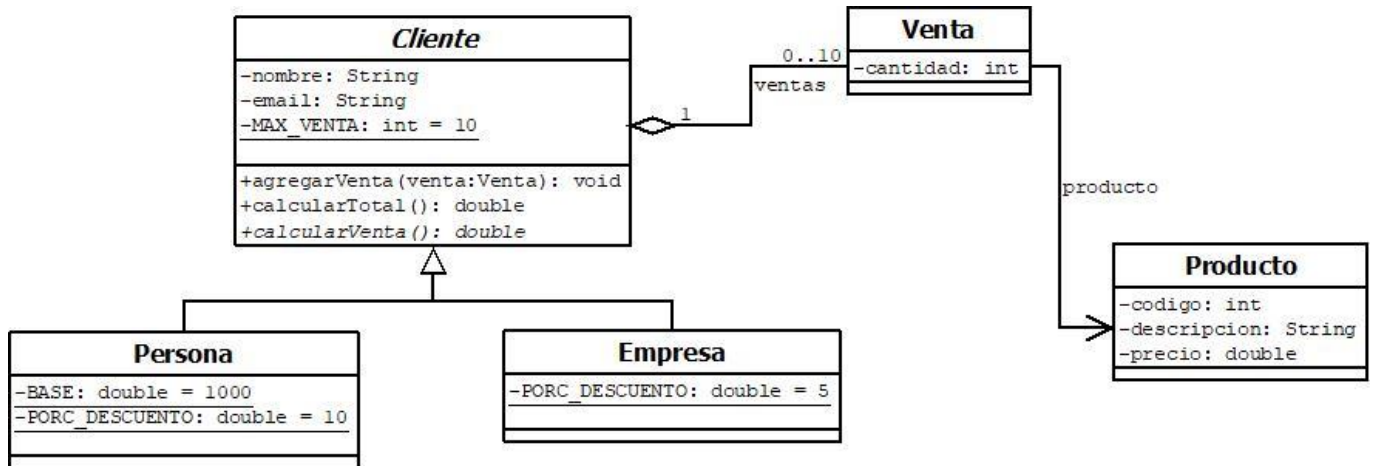 Cliente
-nombre: String
-email: String
-MAX_VENTA: int = 10
+agregarVenta(venta:Venta): void
+calcularTotal(): double
+calcularVenta(): double
1
0..10
ventas
Venta
-cantidad: int
producto
Producto
-codigo: int
-descripcion: String
-precio: double
Persona
-BASE: double = 1000
-PORC_DESCUENTO: double = 10
Empresa
-PORC_DESCUENTO: double = 5